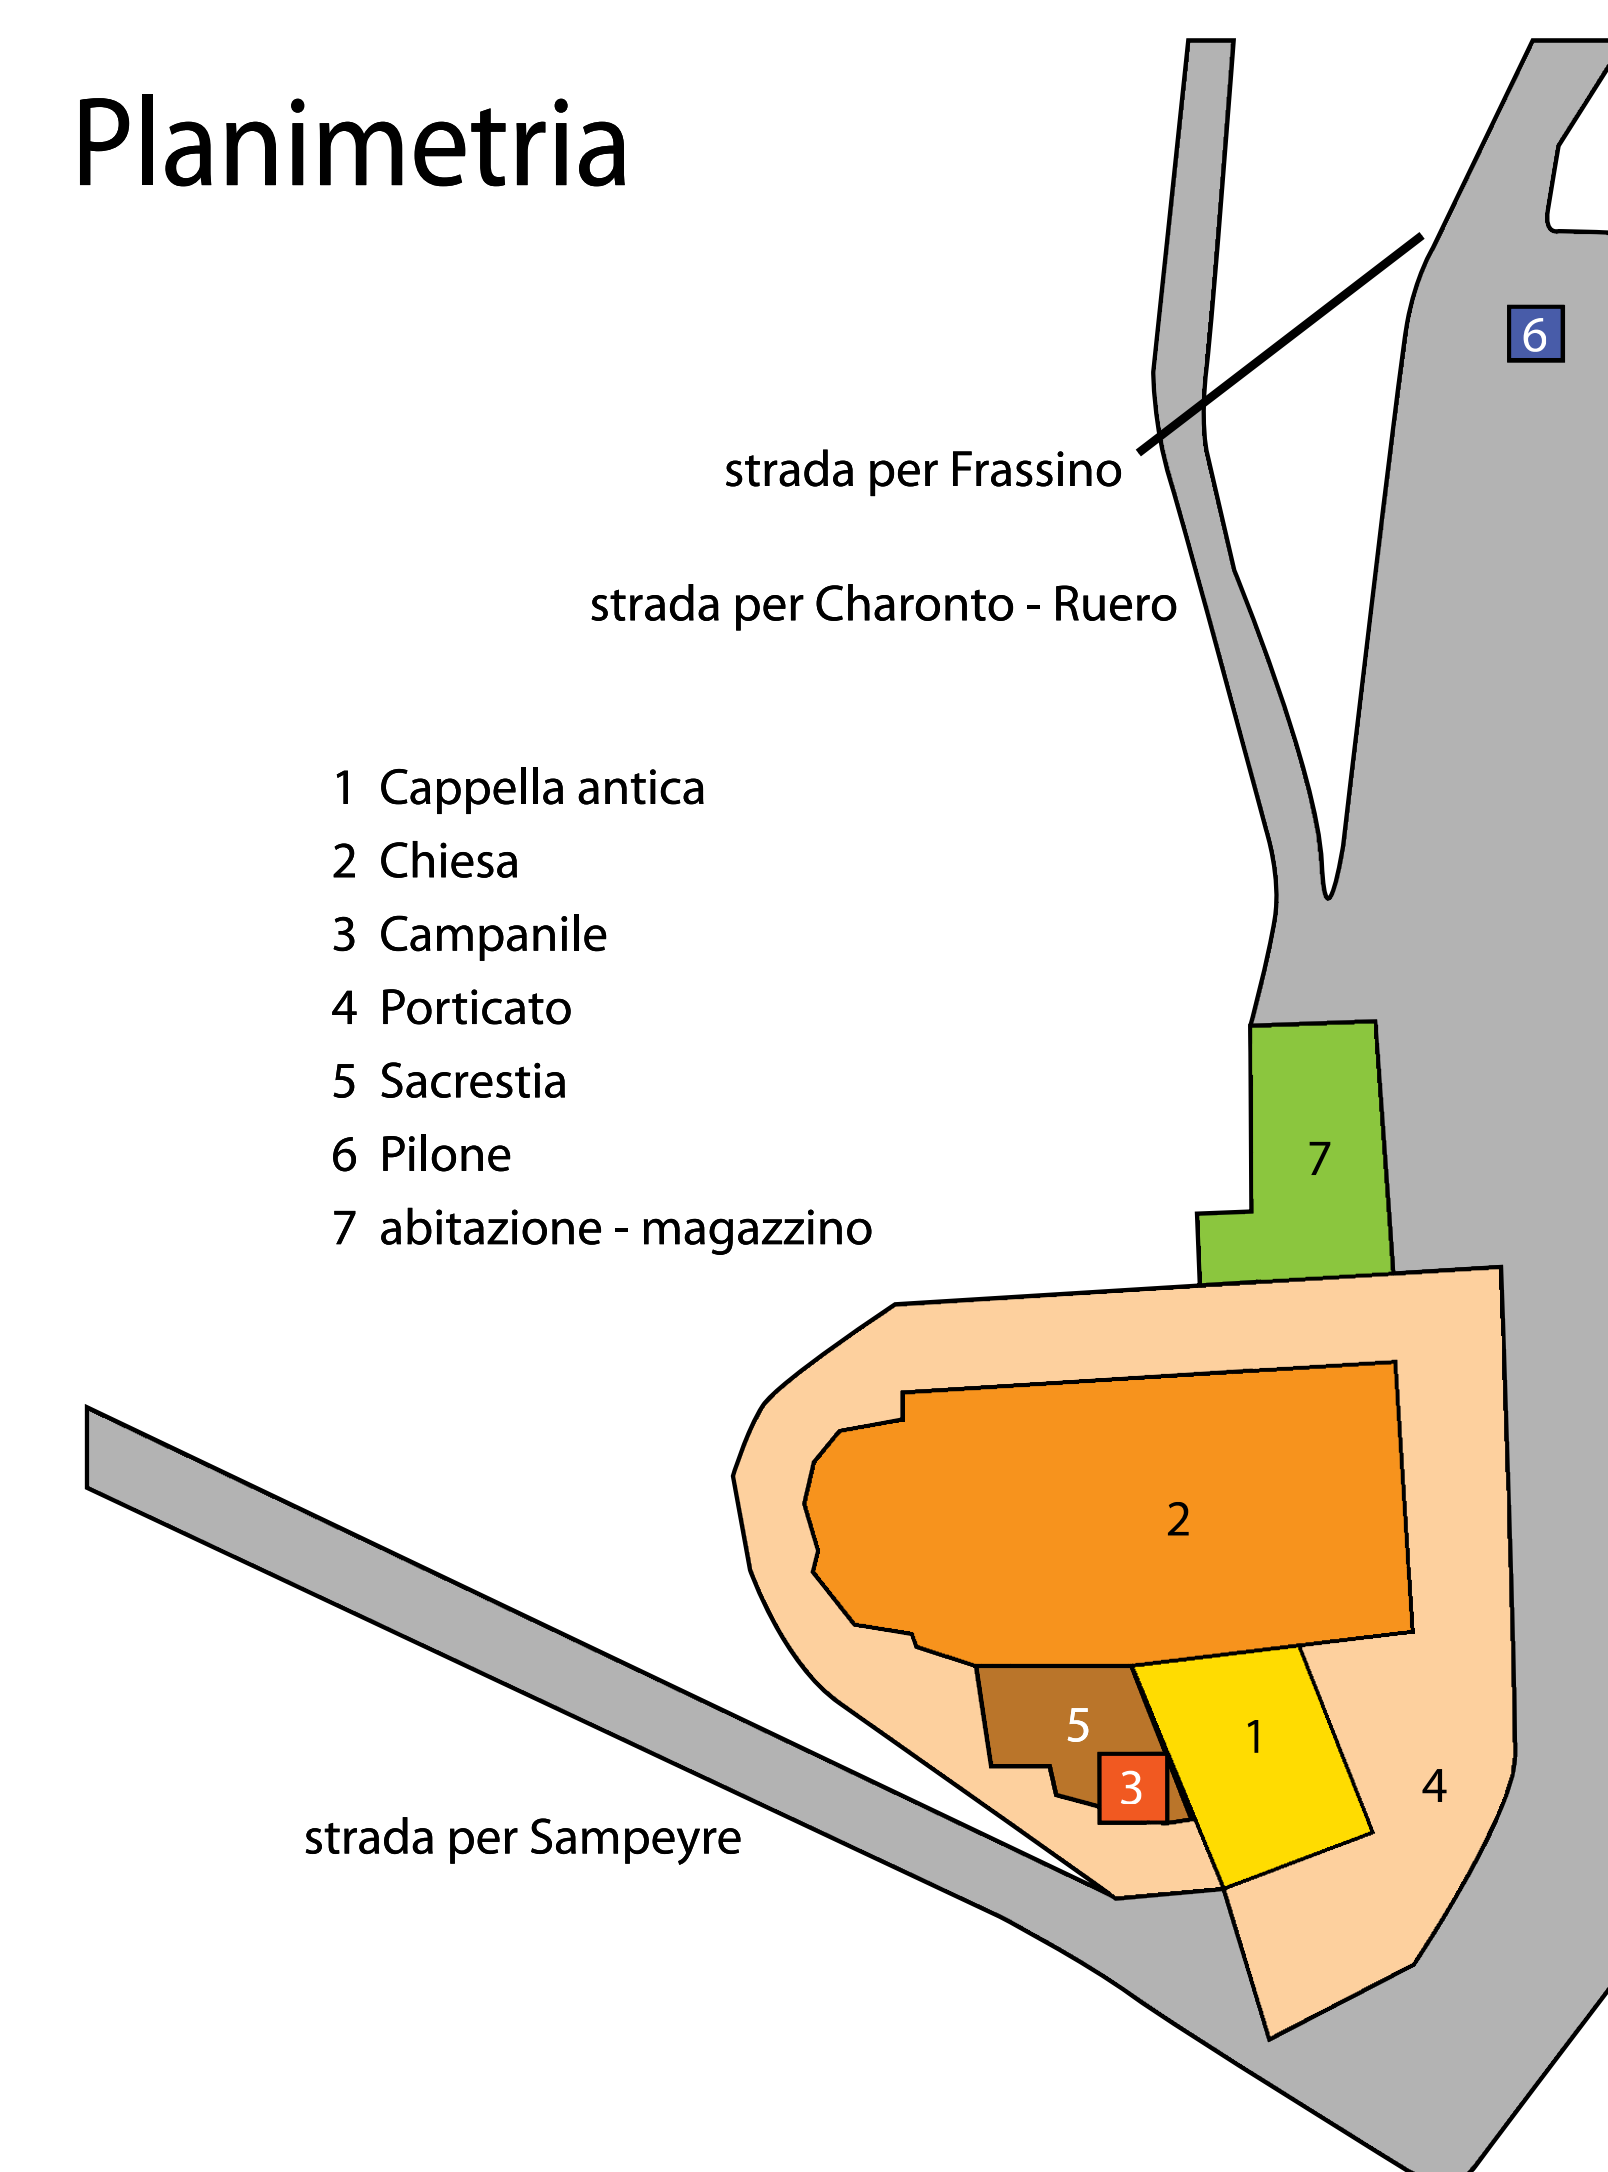 Planimetria
6
strada per Frassino
strada per Charonto - Ruero
1 Cappella antica
2 Chiesa
3 Campanile
4 Porticato
5 Sacrestia
6 Pilone
7 abitazione - magazzino
7
2
5
1
3
4
strada per Sampeyre